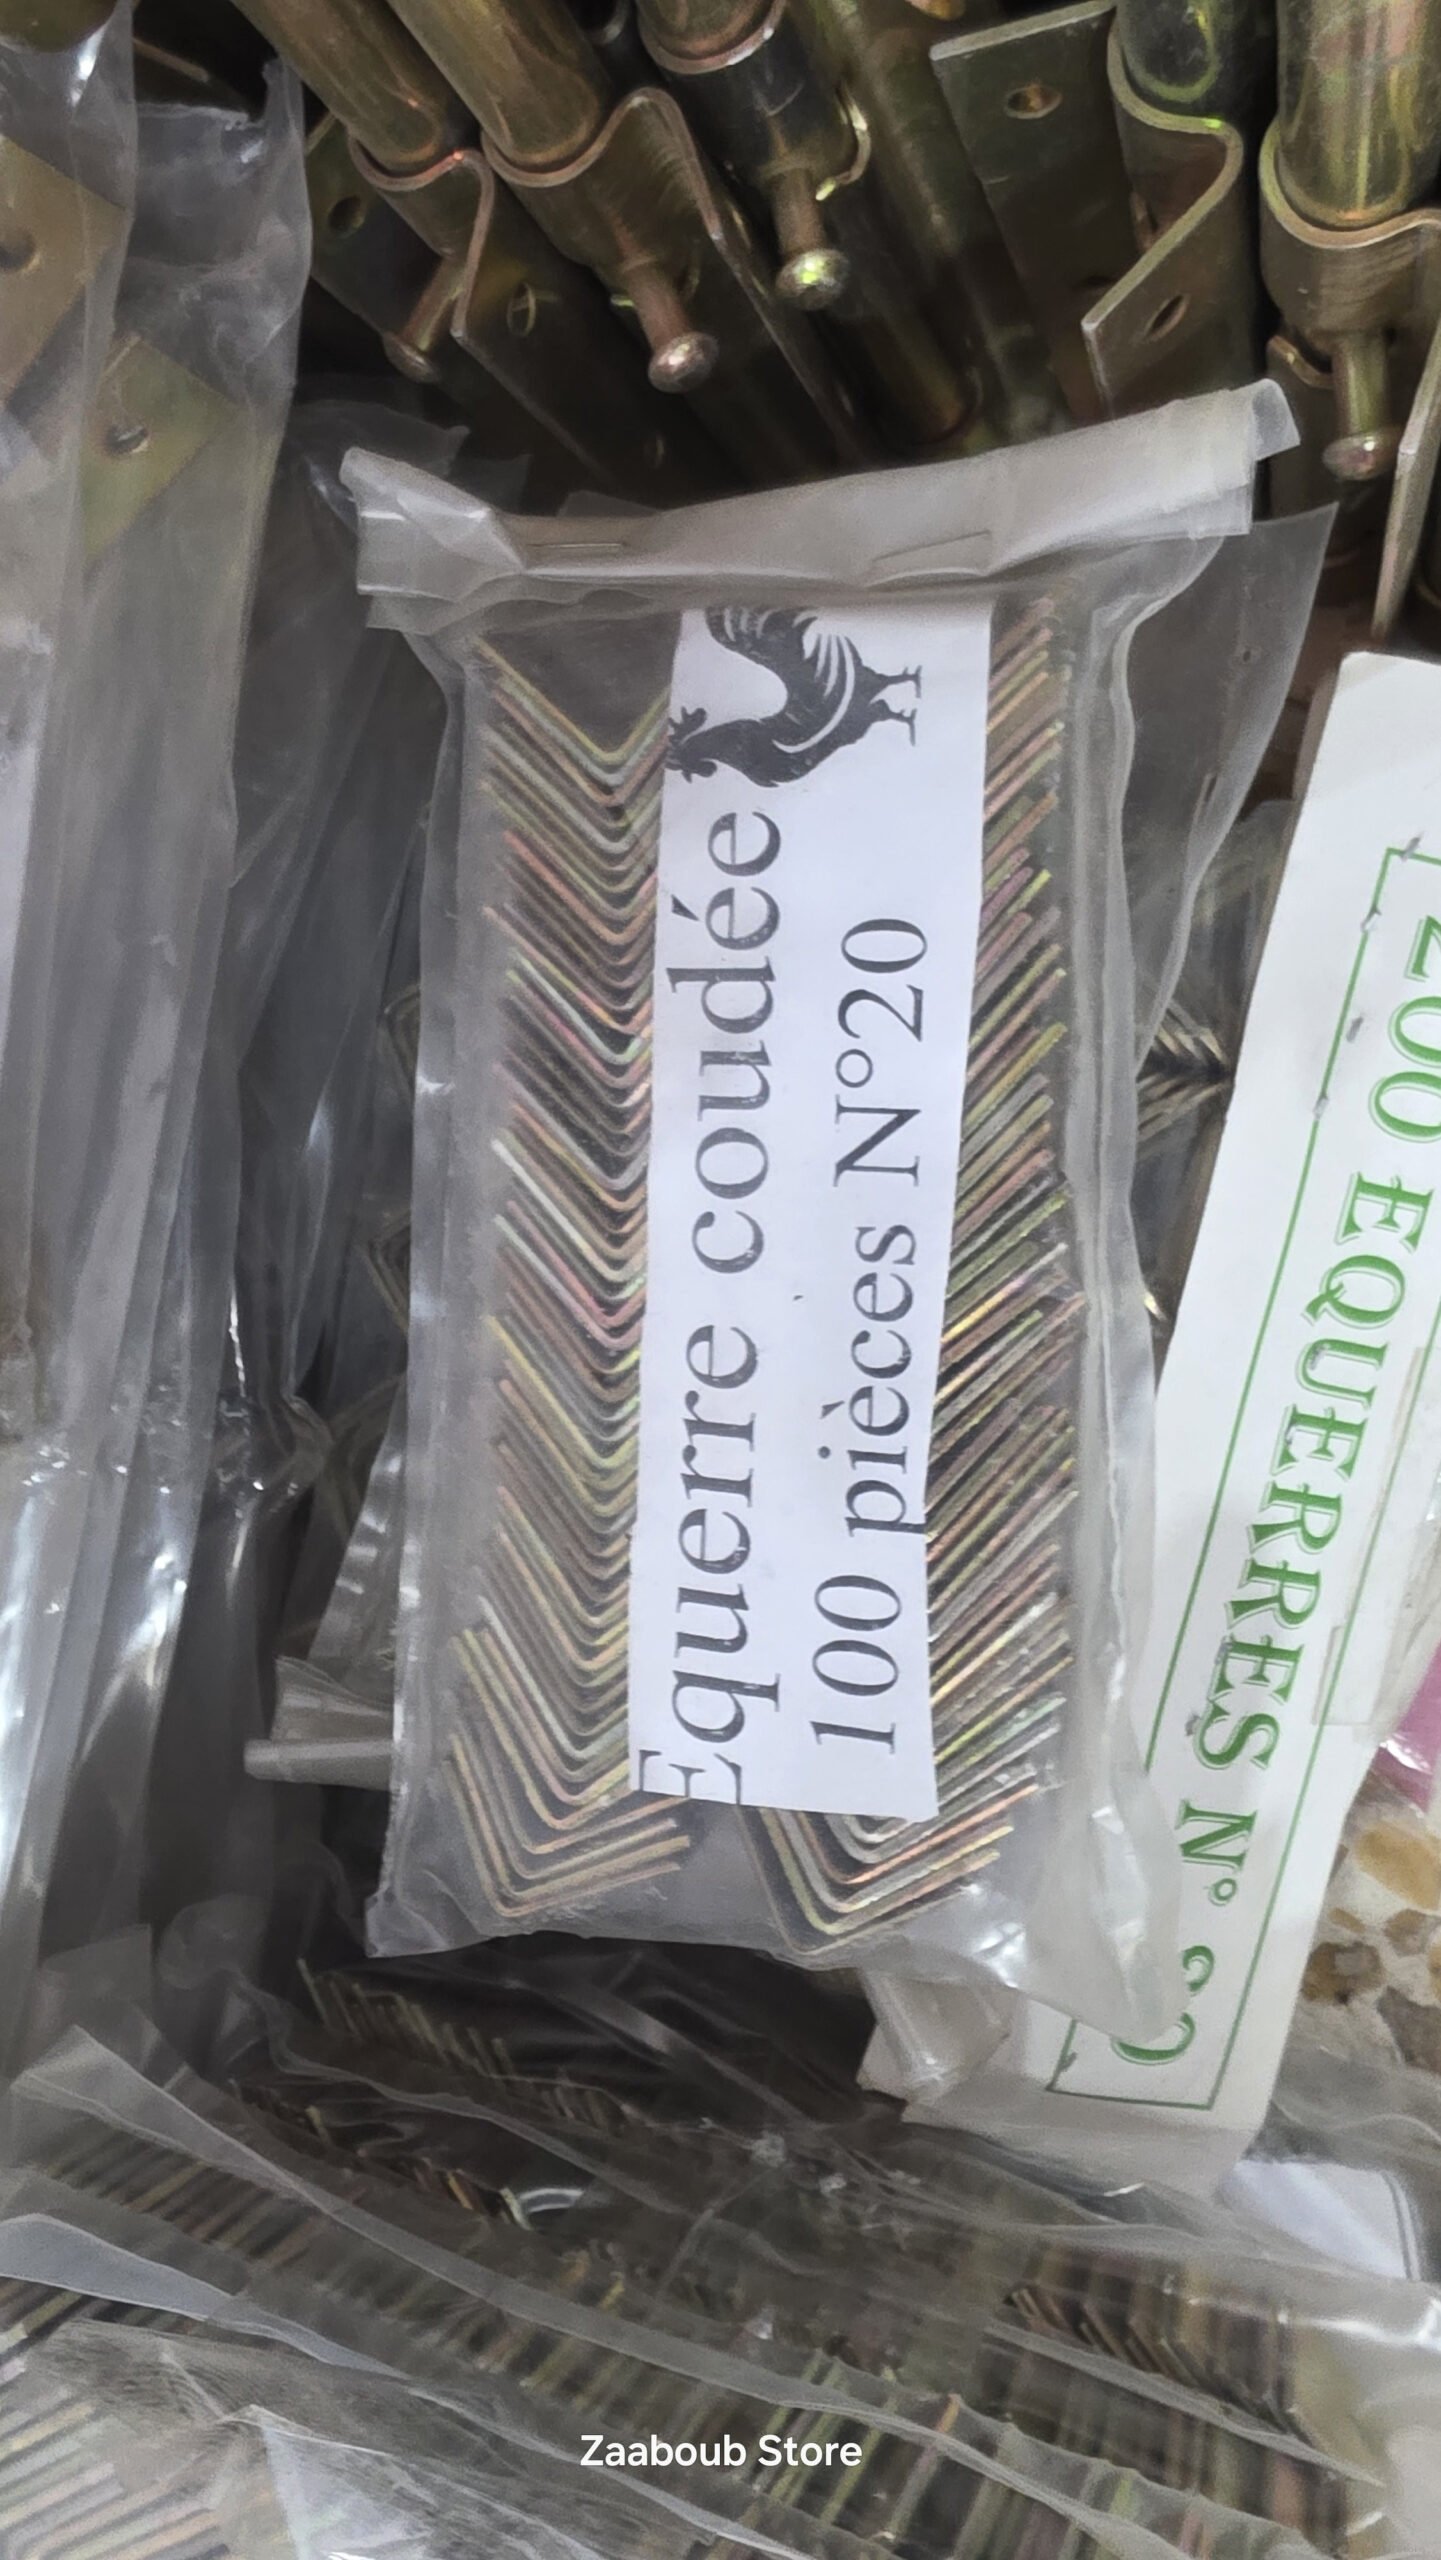 Equerre coudée
100 pièces N°20
200 EQUERRES N°
Zaaboub Store